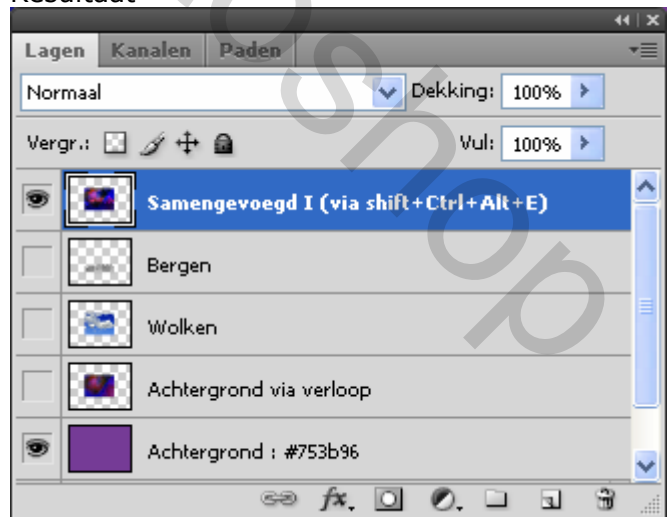 Resultaat
Lagen Kanalen Paden
Normaal Dekking: 100%
Vergr.: Vul: 100%
Samengevoegd I (via shift+Ctrl+Alt+E)
Bergen
Wolken
Achtergrond via verloop
Achtergrond : #753b96
fx.